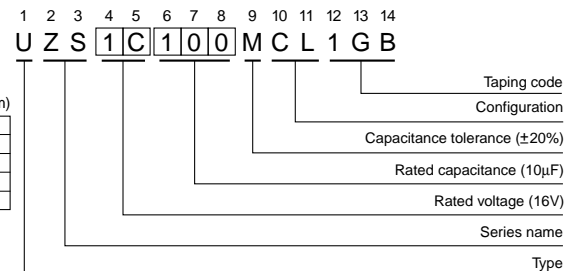 1 2 3 4 5 6 7 8 9 10 11 12 13 14
U Z S 1 C 1 0 0 M C L 1 G B
Taping code
m)
Configuration
Capacitance tolerance (±20%)
Rated capacitance (10µF)
Rated voltage (16V)
Series name
Type